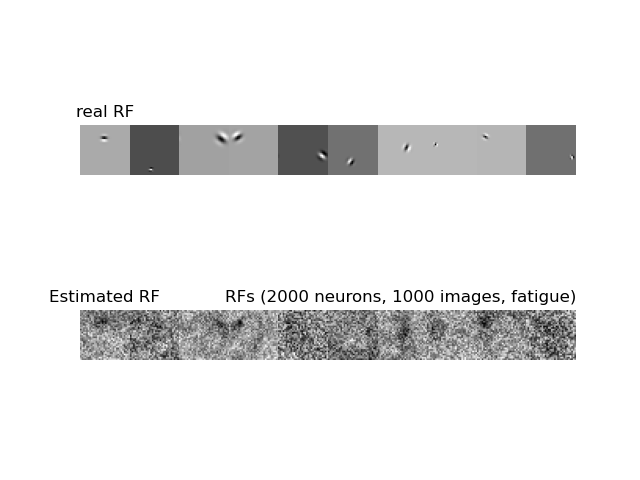 real RF
Estimated RF
RFs (2000 neurons, 1000 images, fatigue)